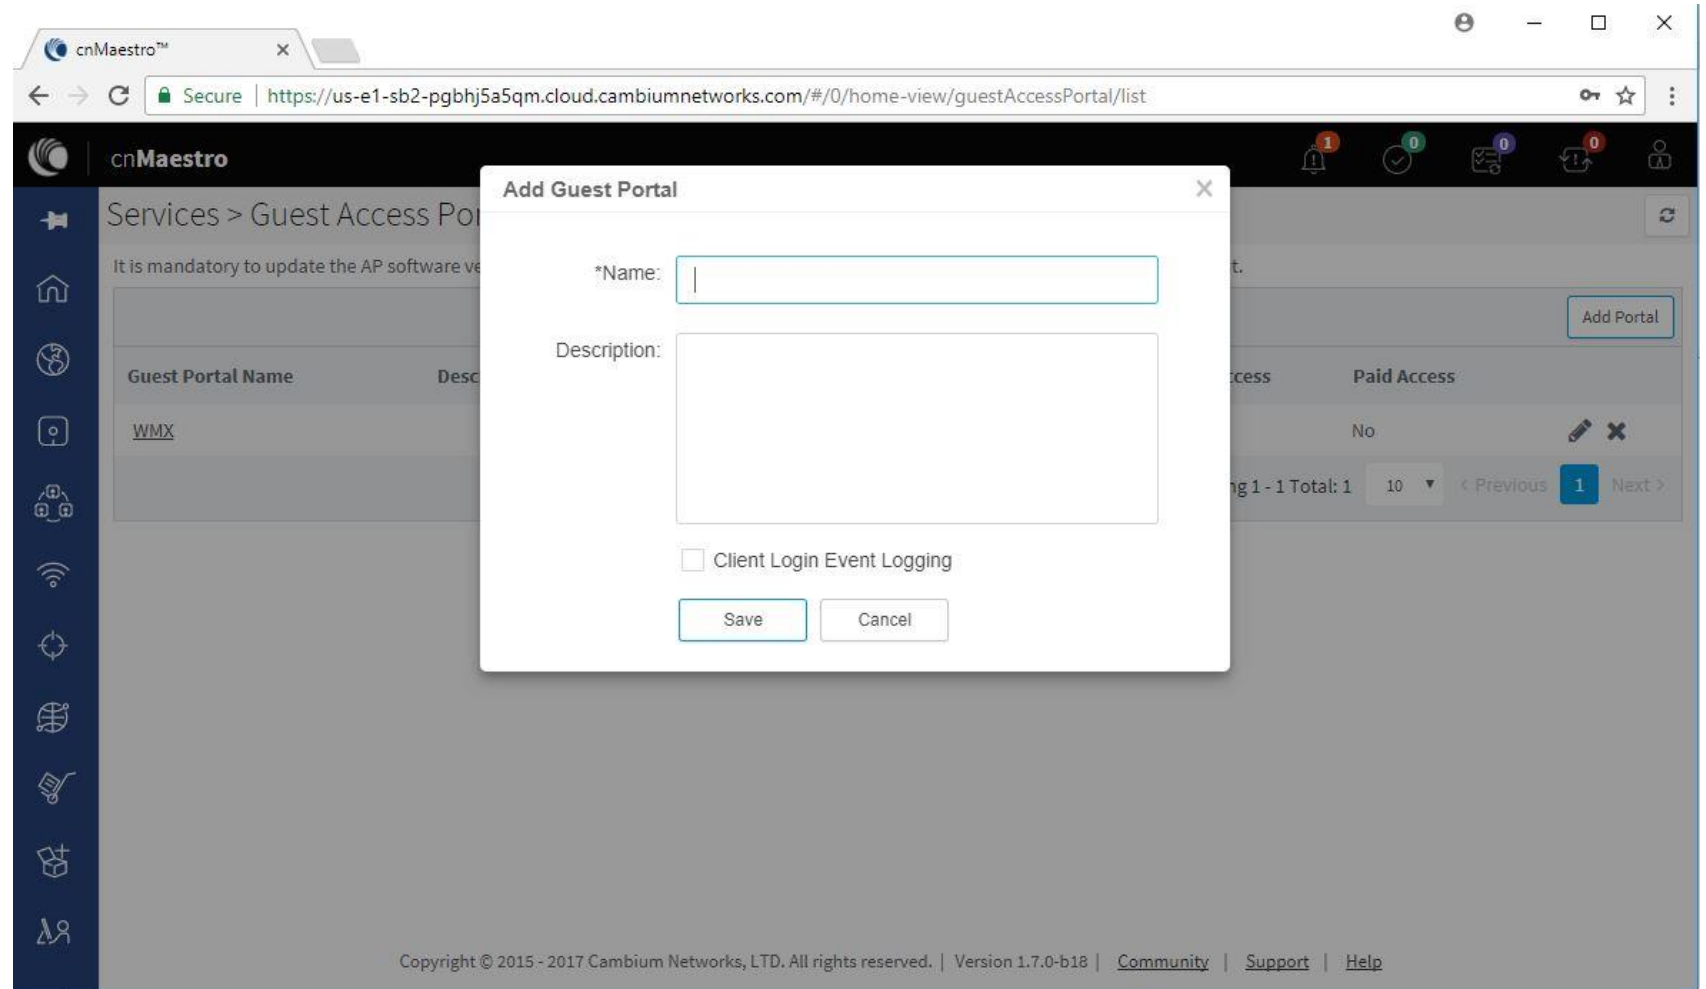 cnMaestro™
Secure | https://us-e1-sb2-pgbhj5a5qm.cloud.cambiumnetworks.com/#/0/home-view/guestAccessPortal/list
cnMaestro
1 0 0 0
Add Guest Portal
Services > Guest Access Por
It is mandatory to update the AP software ve
t.
*Name:
Add Portal
Description:
Guest Portal Name Desc ccess Paid Access
WMX No
ng 1 - 1 Total: 1 10 < Previous 1 Next >
Client Login Event Logging
Save Cancel
Copyright © 2015 - 2017 Cambium Networks, LTD. All rights reserved. | Version 1.7.0-b18 | Community | Support | Help